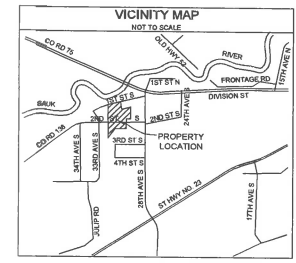 VICINITY MAP
NOT TO SCALE
CO RD 75
OLD HWY 52
RIVER
15TH AVE N
1ST ST N
FRONTAGE RD
DIVISION ST
SAUK
1ST ST S
2ND ST S
2ND ST S
24TH AVE S
CO RD 136
PROPERTY
LOCATION
3RD ST S
4TH ST S
34TH AVE S
33RD AVE S
28TH AVE S
ST HWY NO. 23
17TH AVE S
JULIP RD